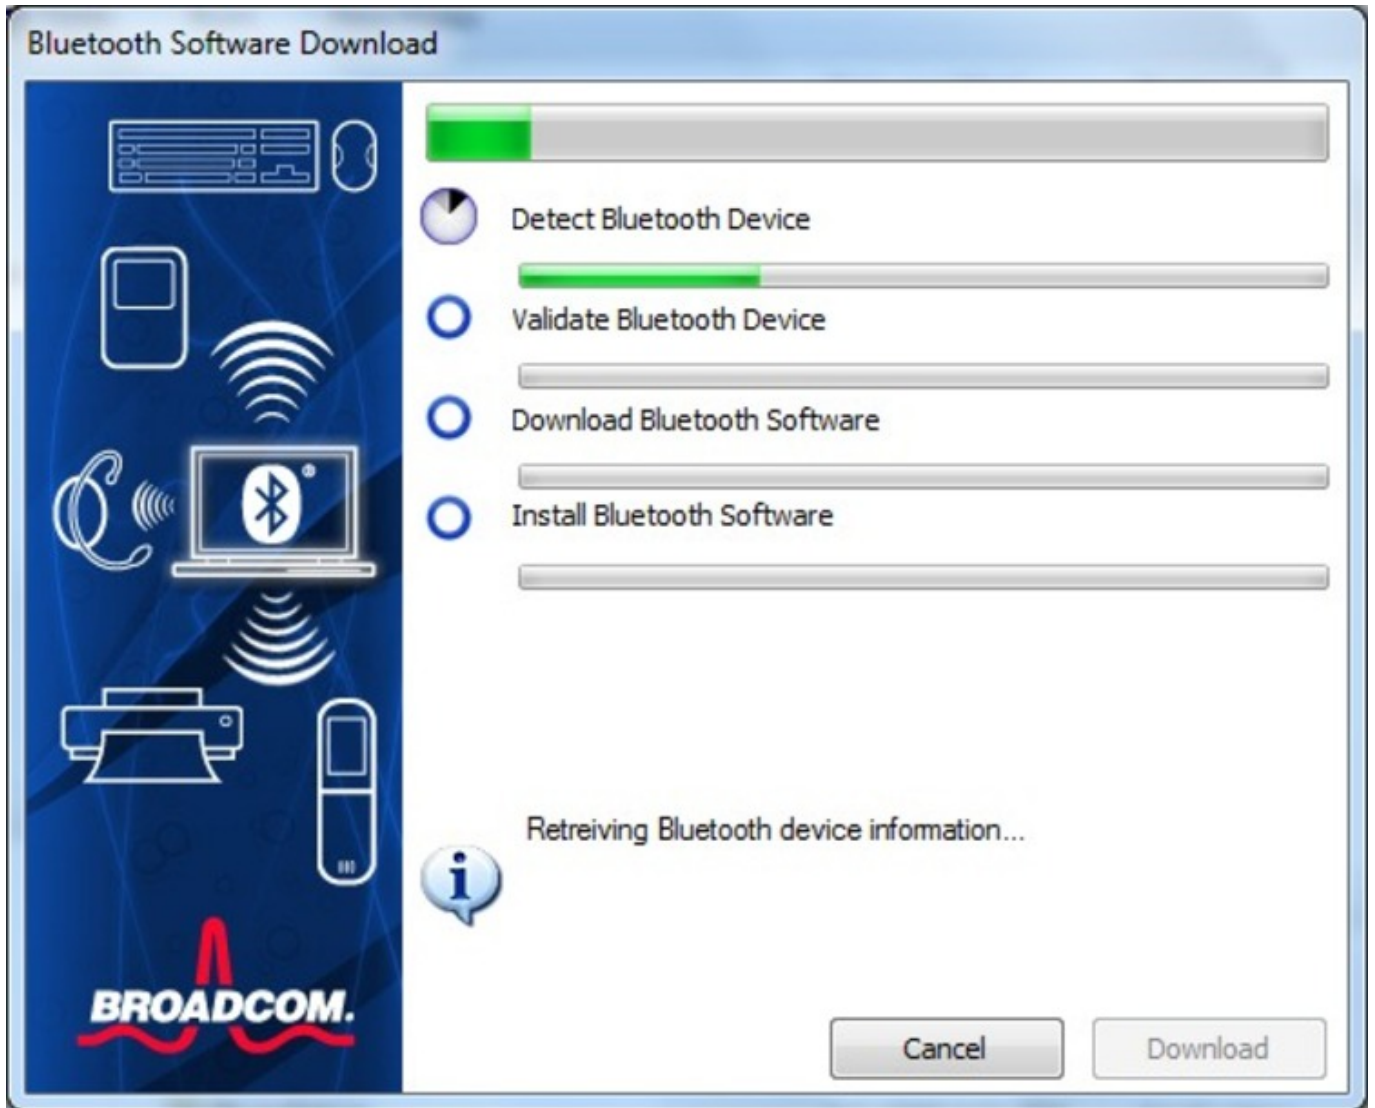 Bluetooth Software Download
Detect Bluetooth Device
Validate Bluetooth Device
Download Bluetooth Software
Install Bluetooth Software
Retreiving Bluetooth device information...
BROADCOM.
Cancel
Download